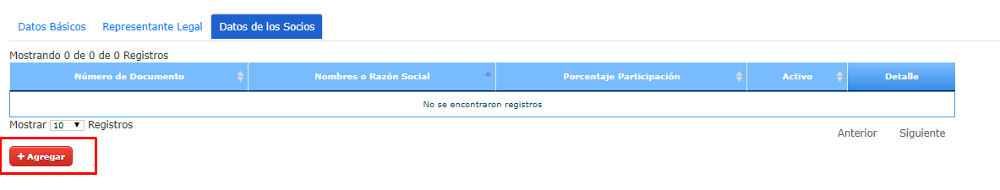 Datos Básicos Representante Legal Datos de los Socios
Mostrando 0 de 0 de 0 Registros
Número de Documento Nombres o Razón Social Porcentaje Participación Activo Detalle
No se encontraron registros
Mostrar 10 Registros
Anterior Siguiente
+ Agregar